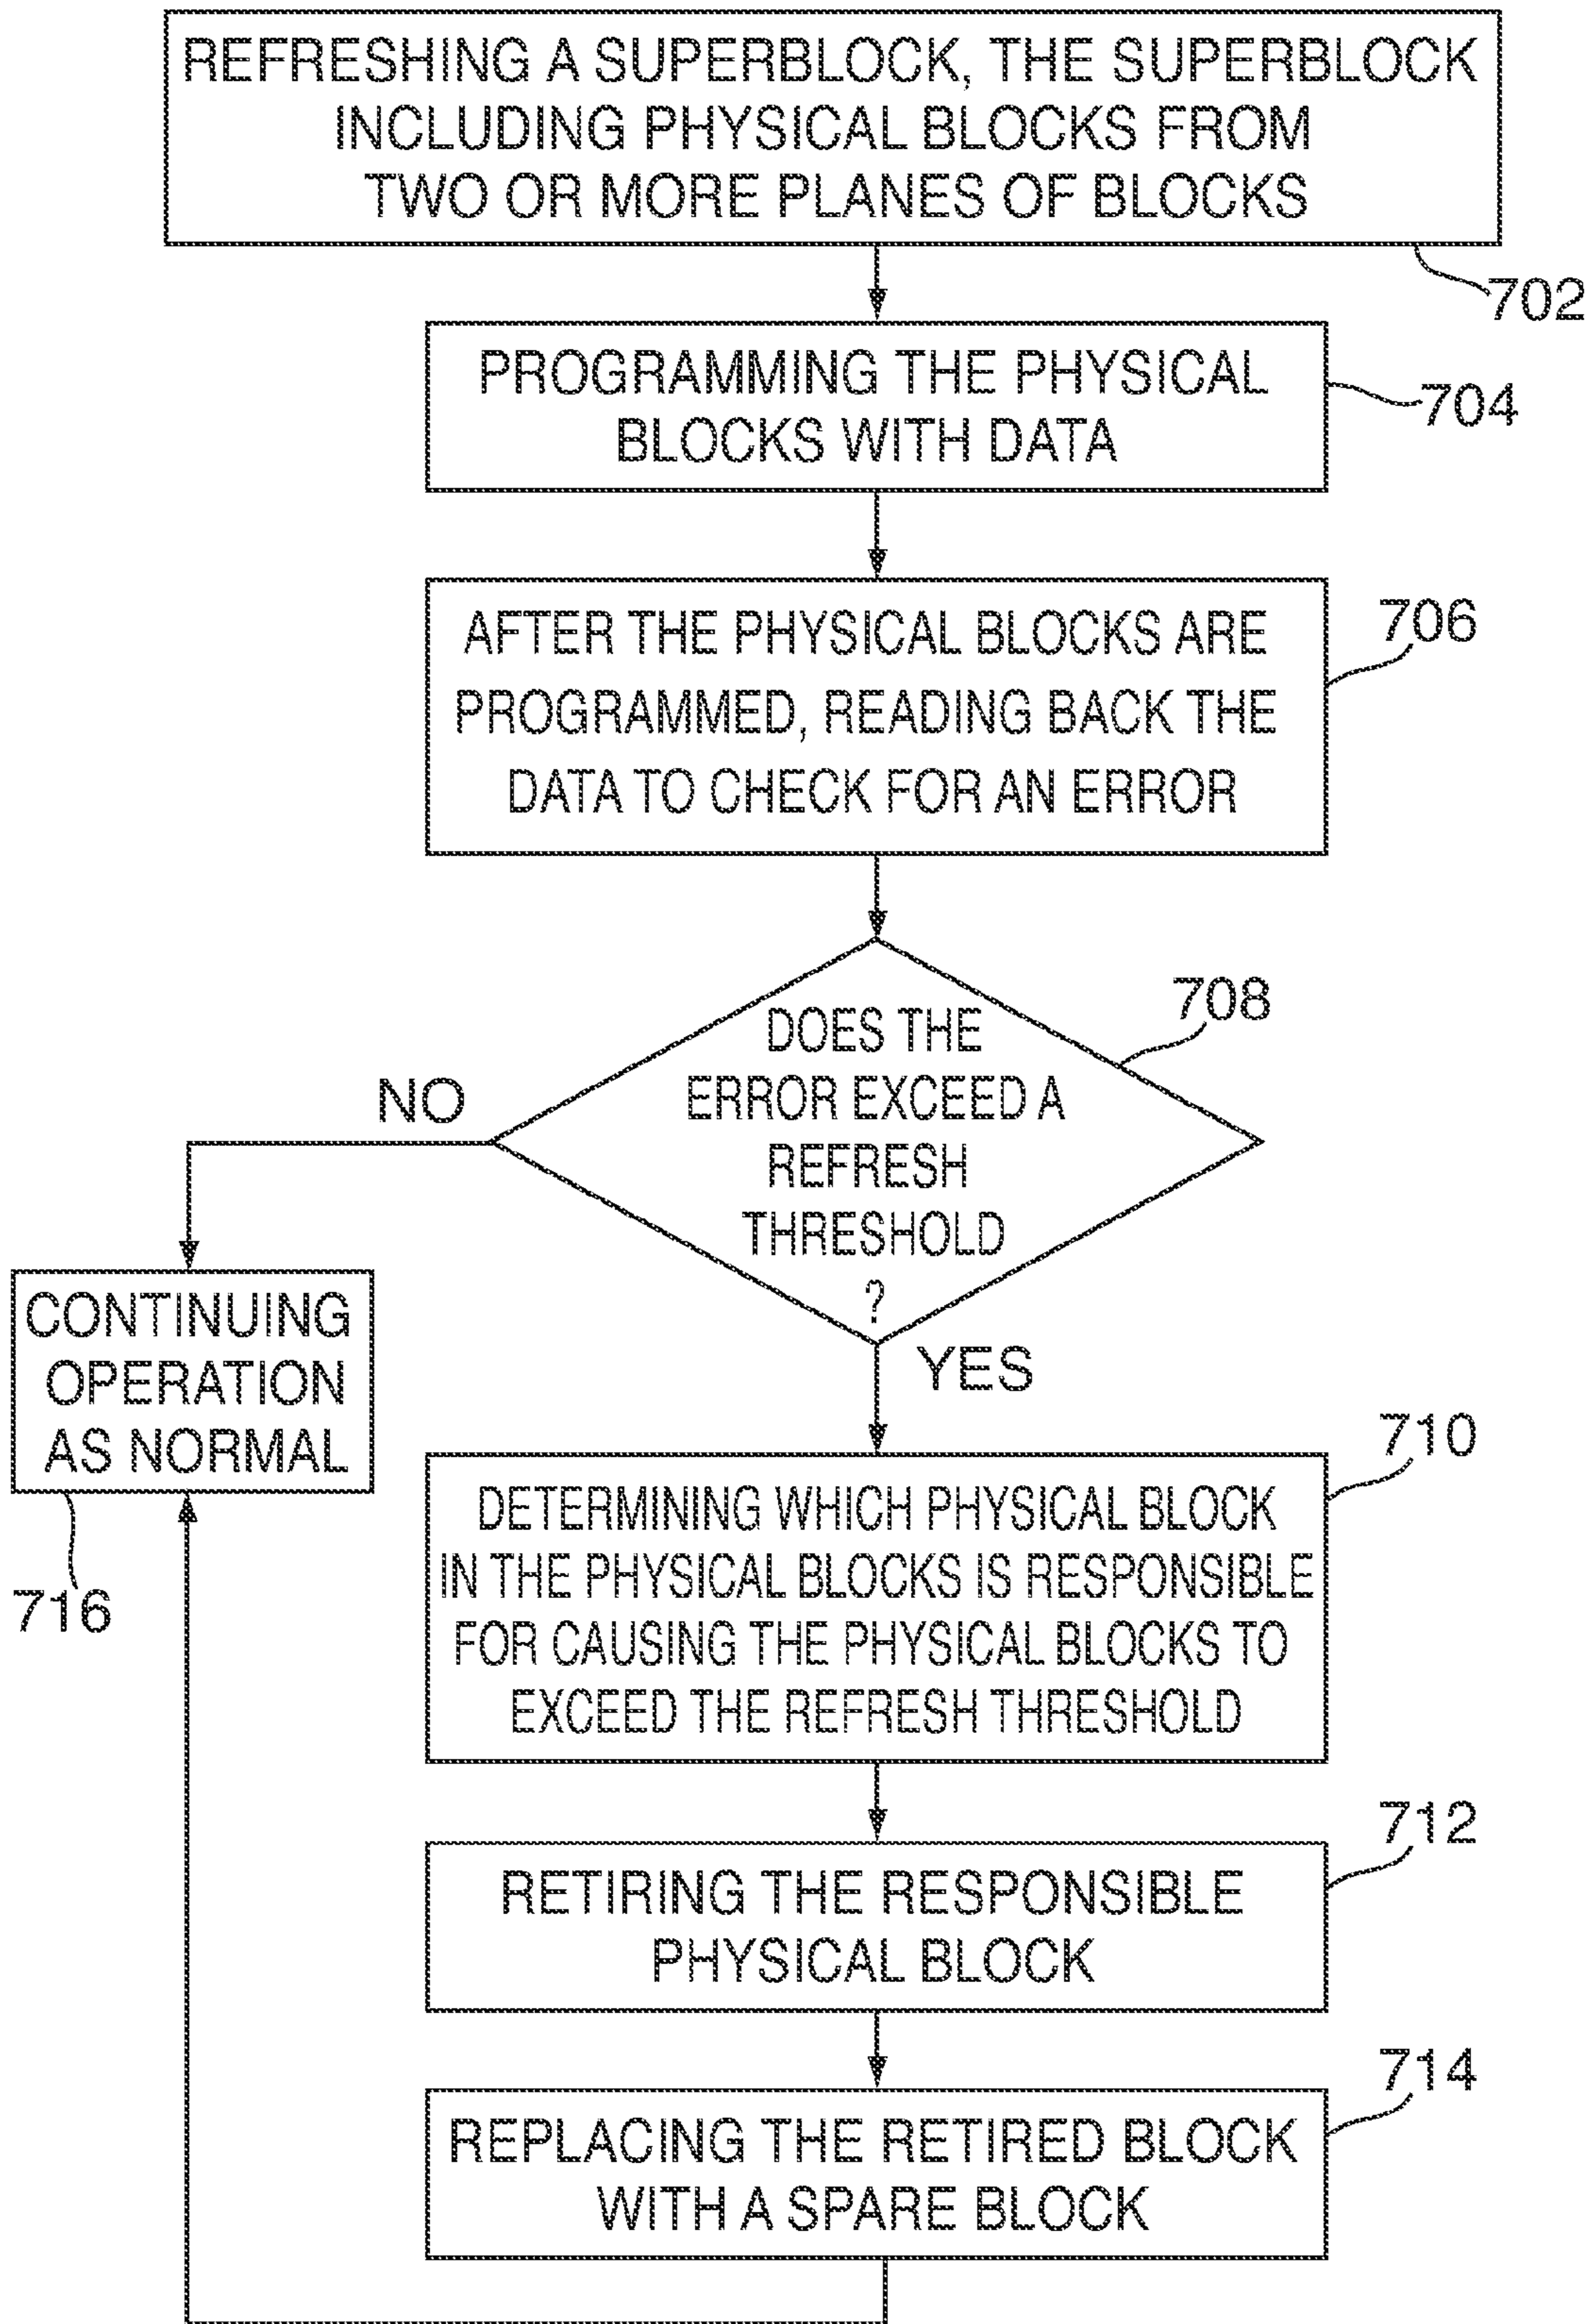 REFRESHING A SUPERBLOCK, THE SUPERBLOCK
INCLUDING PHYSICAL BLOCKS FROM
TWO OR MORE PLANES OF BLOCKS
702
PROGRAMMING THE PHYSICAL
BLOCKS WITH DATA
704
AFTER THE PHYSICAL BLOCKS ARE
PROGRAMMED, READING BACK THE
DATA TO CHECK FOR AN ERROR
706
DOES THE
ERROR EXCEED A
REFRESH
THRESHOLD
?
708
NO
YES
CONTINUING
OPERATION
AS NORMAL
716
DETERMINING WHICH PHYSICAL BLOCK
IN THE PHYSICAL BLOCKS IS RESPONSIBLE
FOR CAUSING THE PHYSICAL BLOCKS TO
EXCEED THE REFRESH THRESHOLD
710
RETIRING THE RESPONSIBLE
PHYSICAL BLOCK
712
REPLACING THE RETIRED BLOCK
WITH A SPARE BLOCK
714